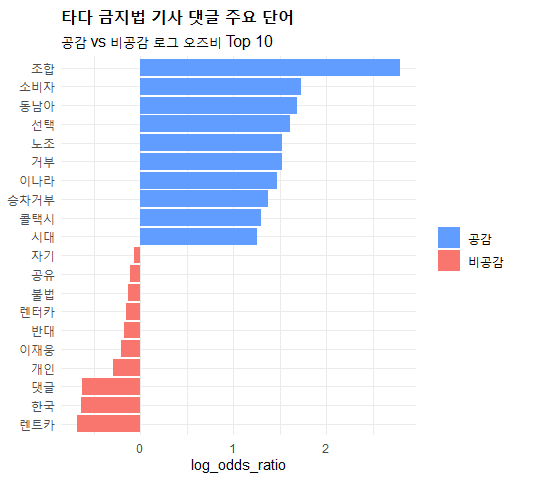 타다 금지법 기사 댓글 주요 단어
공감 vs 비공감 로그 오즈비 Top 10
조합
소비자
동남아
선택
노조
거부
이나라
승차거부
콜택시
시대
자기
공유
불법
렌터카
반대
이재웅
개인
댓글
한국
렌트카
0 1 2
log_odds_ratio
공감
비공감